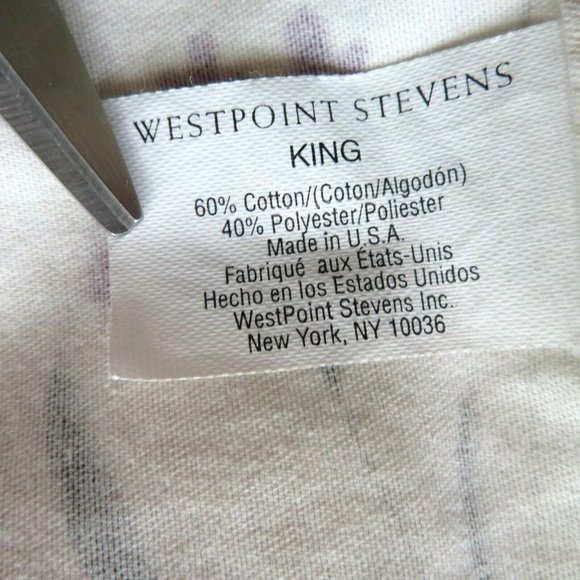 WESTPOINT STEVENS
KING
60% Cotton/(Coton/Algodón)
40% Polyester/Poliester
Made in U.S.A.
Fabriqué aux États-Unis
Hecho en los Estados Unidos
WestPoint Stevens Inc.
New York, NY 10036